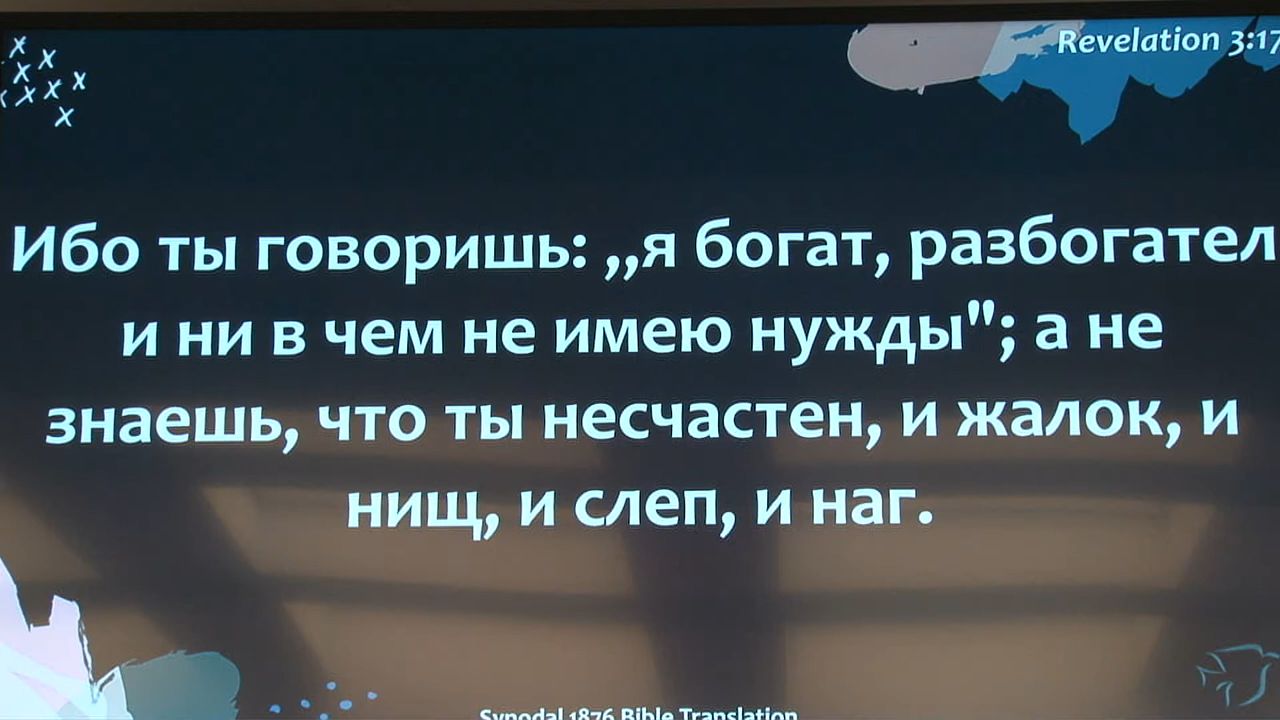 Revelation 3:17
Ибо ты говоришь: ,,я богат, разбогател
и ни в чем не имею нужды"; а не
знаешь, что ты несчастен, и жалок, и
нищ, и слеп, и наг.
Synodal 1876 Bible Translation